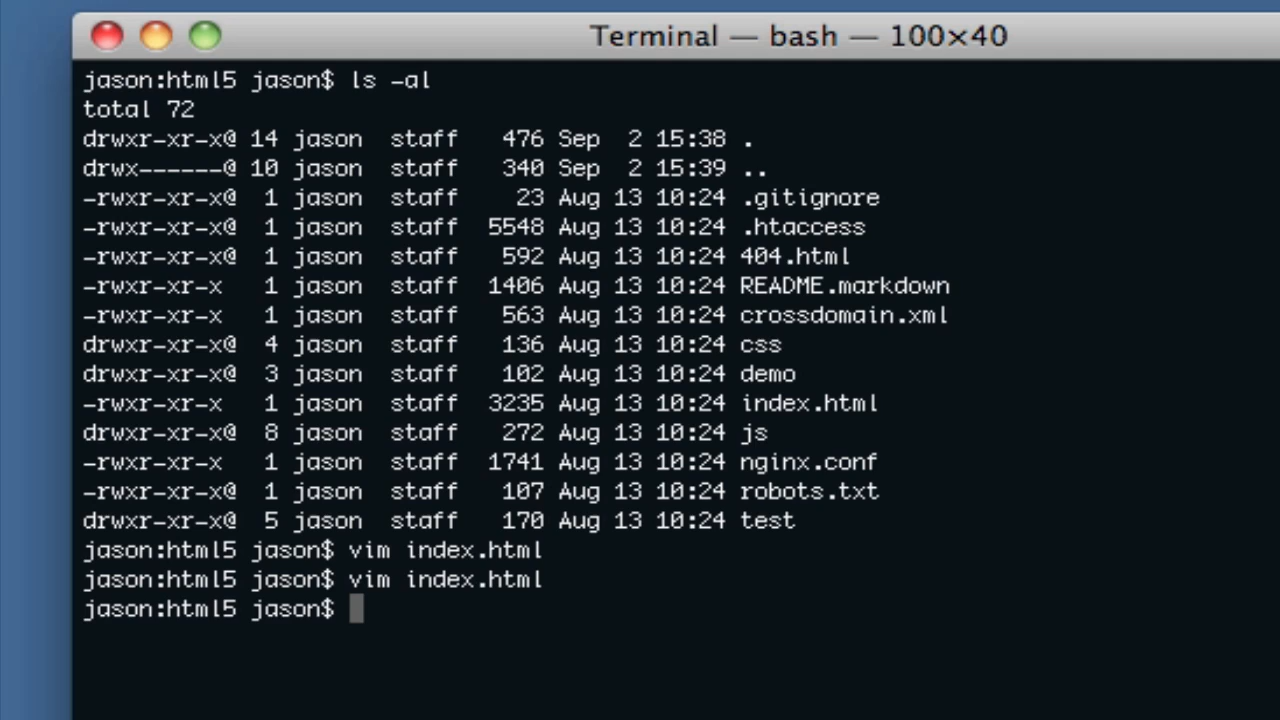 Terminal — bash — 100×40
jason:html5 jason$ ls -al
total 72
drwxr-xr-x@ 14 jason  staff   476 Sep  2 15:38 .
drwx------@ 10 jason  staff   340 Sep  2 15:39 ..
-rwxr-xr-x@  1 jason  staff    23 Aug 13 10:24 .gitignore
-rwxr-xr-x@  1 jason  staff  5548 Aug 13 10:24 .htaccess
-rwxr-xr-x@  1 jason  staff   592 Aug 13 10:24 404.html
-rwxr-xr-x   1 jason  staff  1406 Aug 13 10:24 README.markdown
-rwxr-xr-x   1 jason  staff   563 Aug 13 10:24 crossdomain.xml
drwxr-xr-x@  4 jason  staff   136 Aug 13 10:24 css
drwxr-xr-x@  3 jason  staff   102 Aug 13 10:24 demo
-rwxr-xr-x   1 jason  staff  3235 Aug 13 10:24 index.html
drwxr-xr-x@  8 jason  staff   272 Aug 13 10:24 js
-rwxr-xr-x   1 jason  staff  1741 Aug 13 10:24 nginx.conf
-rwxr-xr-x@  1 jason  staff   107 Aug 13 10:24 robots.txt
drwxr-xr-x@  5 jason  staff   170 Aug 13 10:24 test
jason:html5 jason$ vim index.html
jason:html5 jason$ vim index.html
jason:html5 jason$